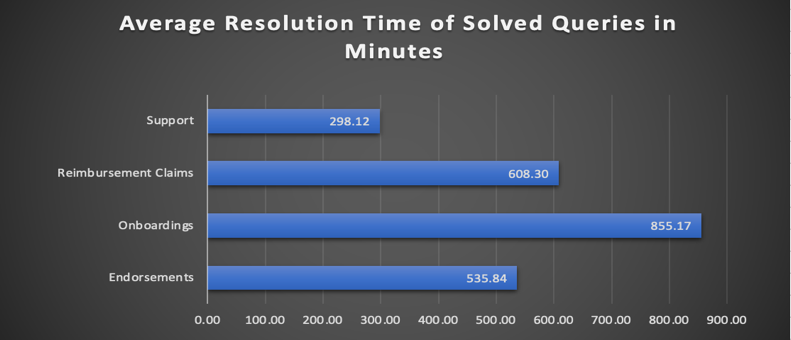 Average Resolution Time of Solved Queries in
Minutes
Support
298.12
Reimbursement Claims
608.30
Onboardings
855.17
Endorsements
535.84
0.00 100.00 200.00 300.00 400.00 500.00 600.00 700.00 800.00 900.00